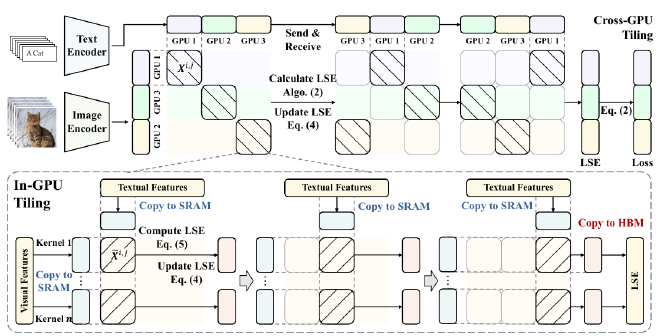 Cross-GPU
Tiling
Text
Encoder
A Cat
GPU 1 GPU 2 GPU 3
Send &
Receive
GPU 3 GPU 1 GPU 2
GPU 2 GPU 3 GPU 1
Image
Encoder
GPU 1
GPU 3
GPU 2
X^{i,j}
Calculate LSE
Algo. (2)
Update LSE
Eq. (4)
Eq. (2)
LSE
Loss
In-GPU
Tiling
Textual Features
Textual Features
Textual Features
Copy to SRAM
Copy to SRAM
Copy to SRAM
Copy to HBM
Visual Features
Kernel 1
Copy to
SRAM
Kernel n
X̃^{i,j}
Compute LSE
Eq. (5)
Update LSE
Eq. (4)
LSE